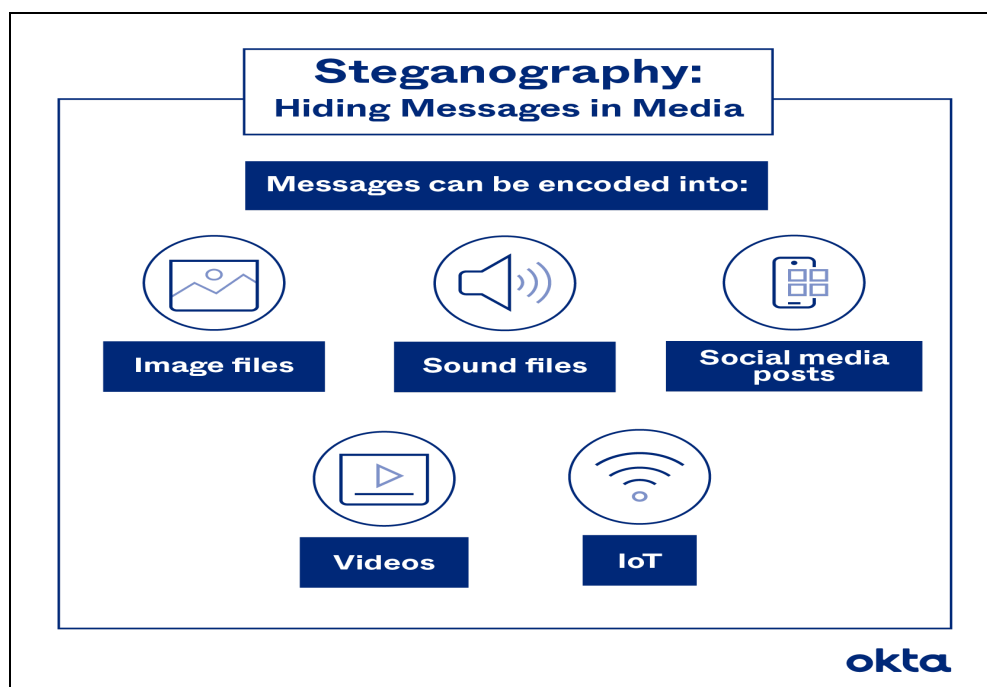 Steganography:
Hiding Messages in Media
Messages can be encoded into:
Image files
Sound files
Social media
posts
Videos
IoT
okta